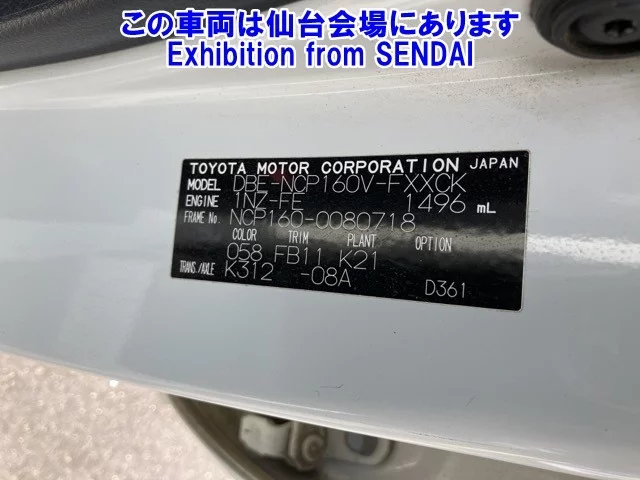 この車両は仙台会場にあります
Exhibition from SENDAI
TOYOTA MOTOR CORPORATION JAPAN
MODEL DBE-NCP160V-FXXCK
ENGINE 1NZ-FE 1496 mL
FRAME No. NCP160-0080718
COLOR TRIM PLANT OPTION
058 FB11 K21
TRANS./AXLE K312 -08A
D361